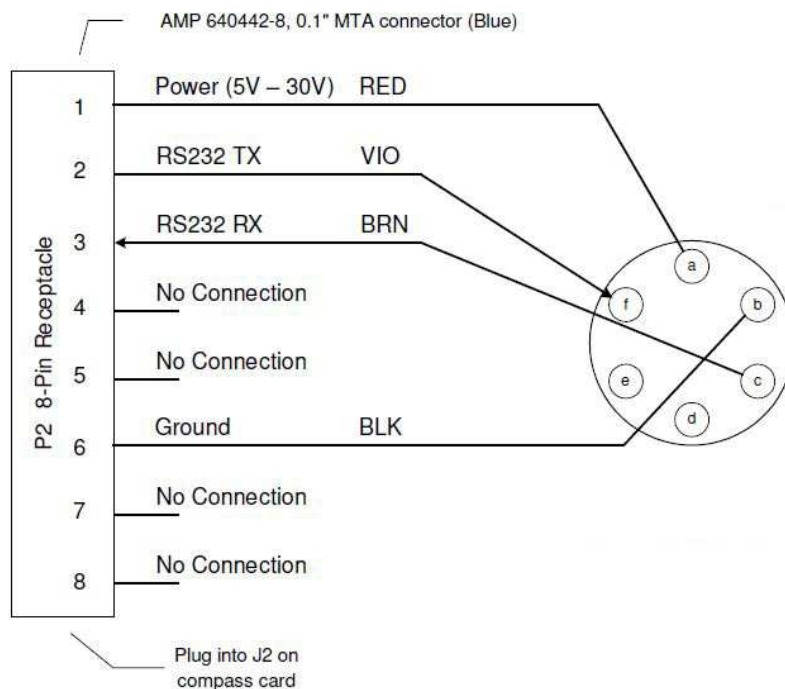 AMP 640442-8, 0.1" MTA connector (Blue)
P2 8-Pin Receptacle
1 Power (5V – 30V) RED
2 RS232 TX VIO
3 RS232 RX BRN
4 No Connection
5 No Connection
6 Ground BLK
7 No Connection
8 No Connection
a
b
c
d
e
f
Plug into J2 on
compass card